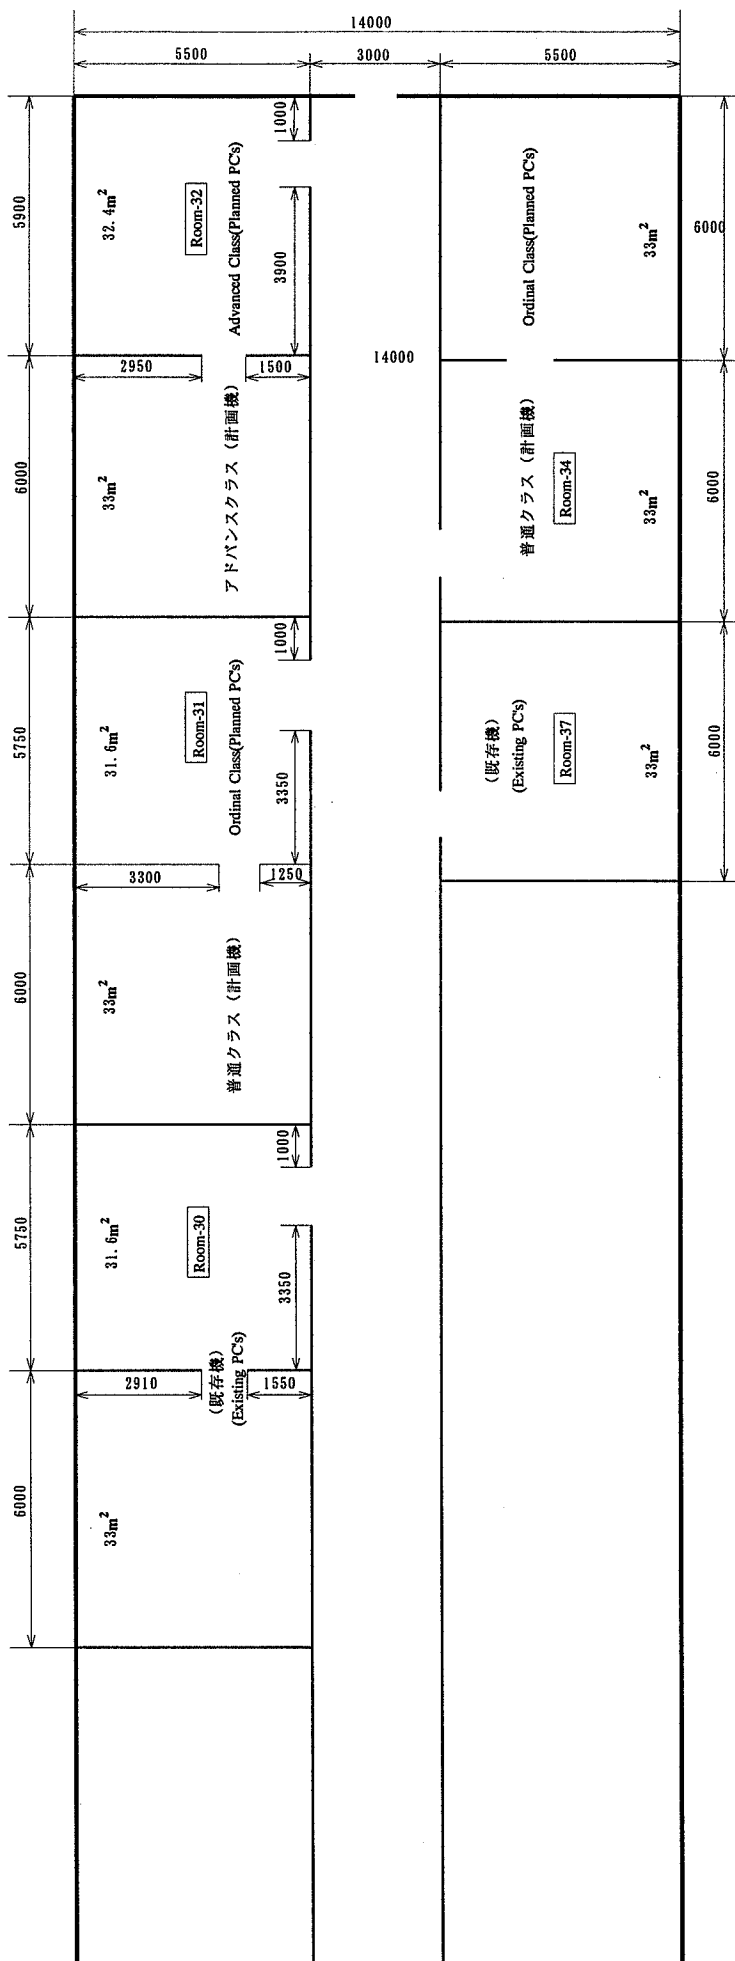 14000
5500
3000
5500
1000
5900
32. 4m²
Room-32
Advanced Class(Planned PC's)
3900
Ordinal Class(Planned PC's)
33m²
6000
2950
1500
14000
6000
33m²
アドバンスクラス（計画機）
普通クラス（計画機）
Room-34
33m²
6000
1000
5750
31. 6m²
Room-31
Ordinal Class(Planned PC's)
3350
（既存機）
(Existing PC's)
Room-37
33m²
6000
3300
1250
6000
33m²
普通クラス（計画機）
1000
5750
31. 6m²
Room-30
3350
2910
（既存機）
(Existing PC's)
1550
6000
33m²